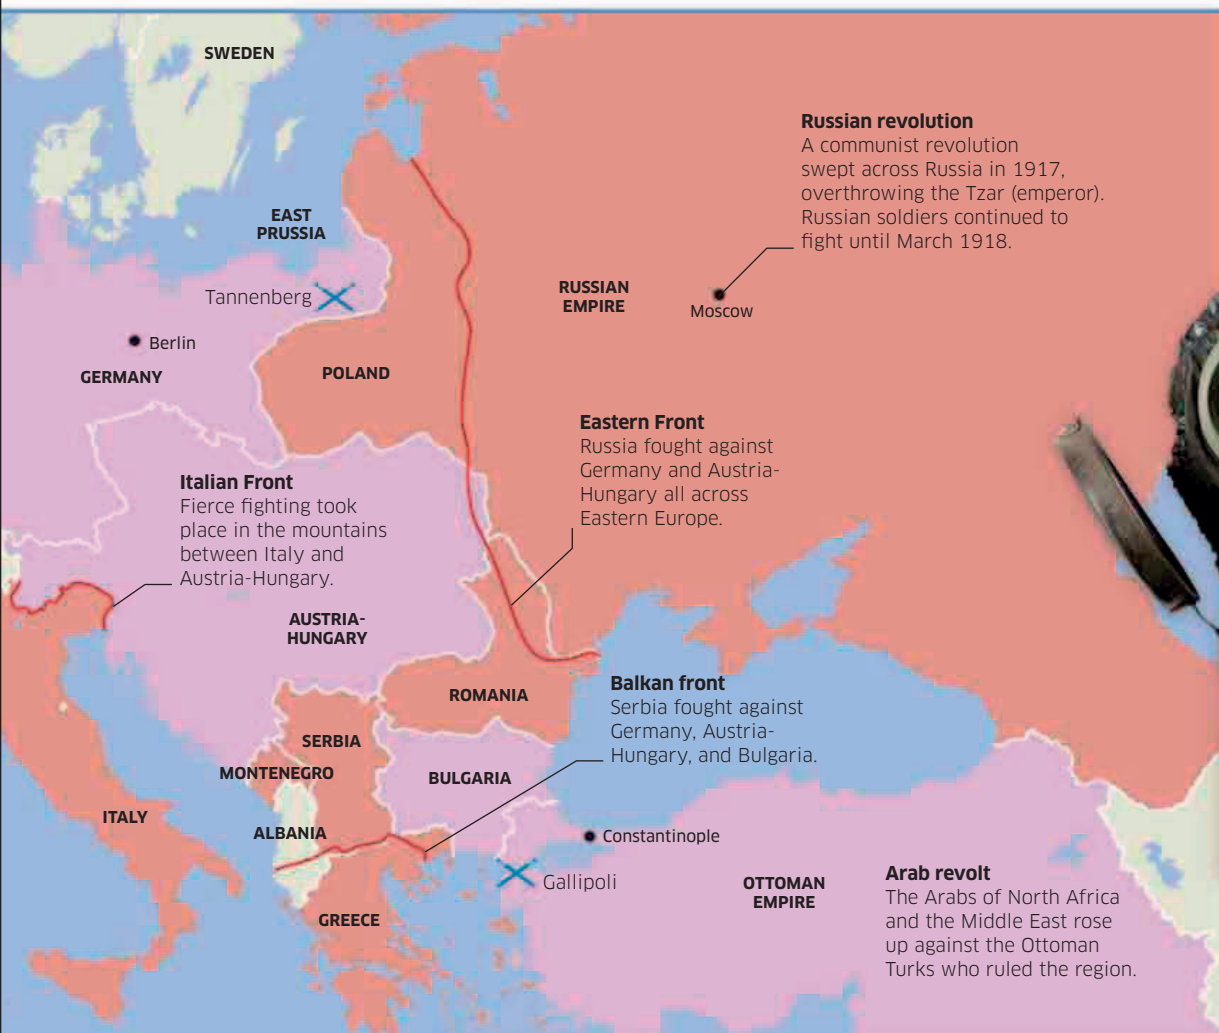 SWEDEN
Russian revolution
A communist revolution
swept across Russia in 1917,
overthrowing the Tzar (emperor).
Russian soldiers continued to
fight until March 1918.
EAST
PRUSSIA
Tannenberg
RUSSIAN
EMPIRE
Moscow
Berlin
GERMANY
POLAND
Eastern Front
Russia fought against
Germany and Austria-
Hungary all across
Eastern Europe.
Italian Front
Fierce fighting took
place in the mountains
between Italy and
Austria-Hungary.
AUSTRIA-
HUNGARY
ROMANIA
Balkan front
Serbia fought against
Germany, Austria-
Hungary, and Bulgaria.
SERBIA
MONTENEGRO
BULGARIA
ITALY
ALBANIA
Constantinople
Gallipoli
OTTOMAN
EMPIRE
Arab revolt
The Arabs of North Africa
and the Middle East rose
up against the Ottoman
Turks who ruled the region.
GREECE